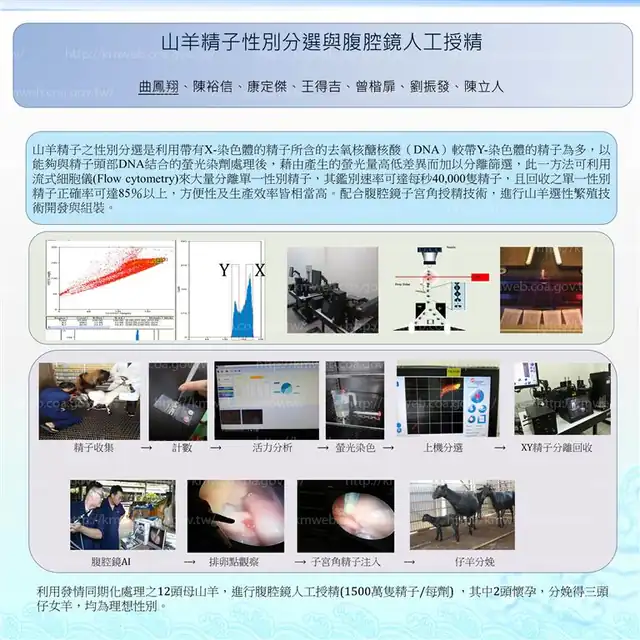 山羊精子性別分選與腹腔鏡人工授精
曲鳳翔、陳裕信、康定傑、王得吉、曾楷扉、劉振發、陳立人
山羊精子之性別分選是利用帶有X-染色體的精子所含的去氧核醣核酸（DNA）較帶Y-染色體的精子為多，以
能夠與精子頭部DNA結合的螢光染劑處理後，藉由產生的螢光量高低差異而加以分離篩選，此一方法可利用
流式細胞儀(Flow cytometry)來大量分離單一性別精子，其鑑別速率可達每秒40,000隻精子，且回收之單一性別
精子正確率可達85%以上，方便性及生產效率皆相當高。配合腹腔鏡子宮角授精技術，進行山羊選性繁殖技
術開發與組裝。
Y X
精子收集 → 計數 → 活力分析 → 螢光染色 → 上機分選 → XY精子分離回收
腹腔鏡AI → 排卵點觀察 → 子宮角精子注入 → 仔羊分娩
利用發情同期化處理之12頭母山羊，進行腹腔鏡人工授精(1500萬隻精子/每劑)，其中2頭懷孕，分娩得三頭
仔女羊，均為理想性別。